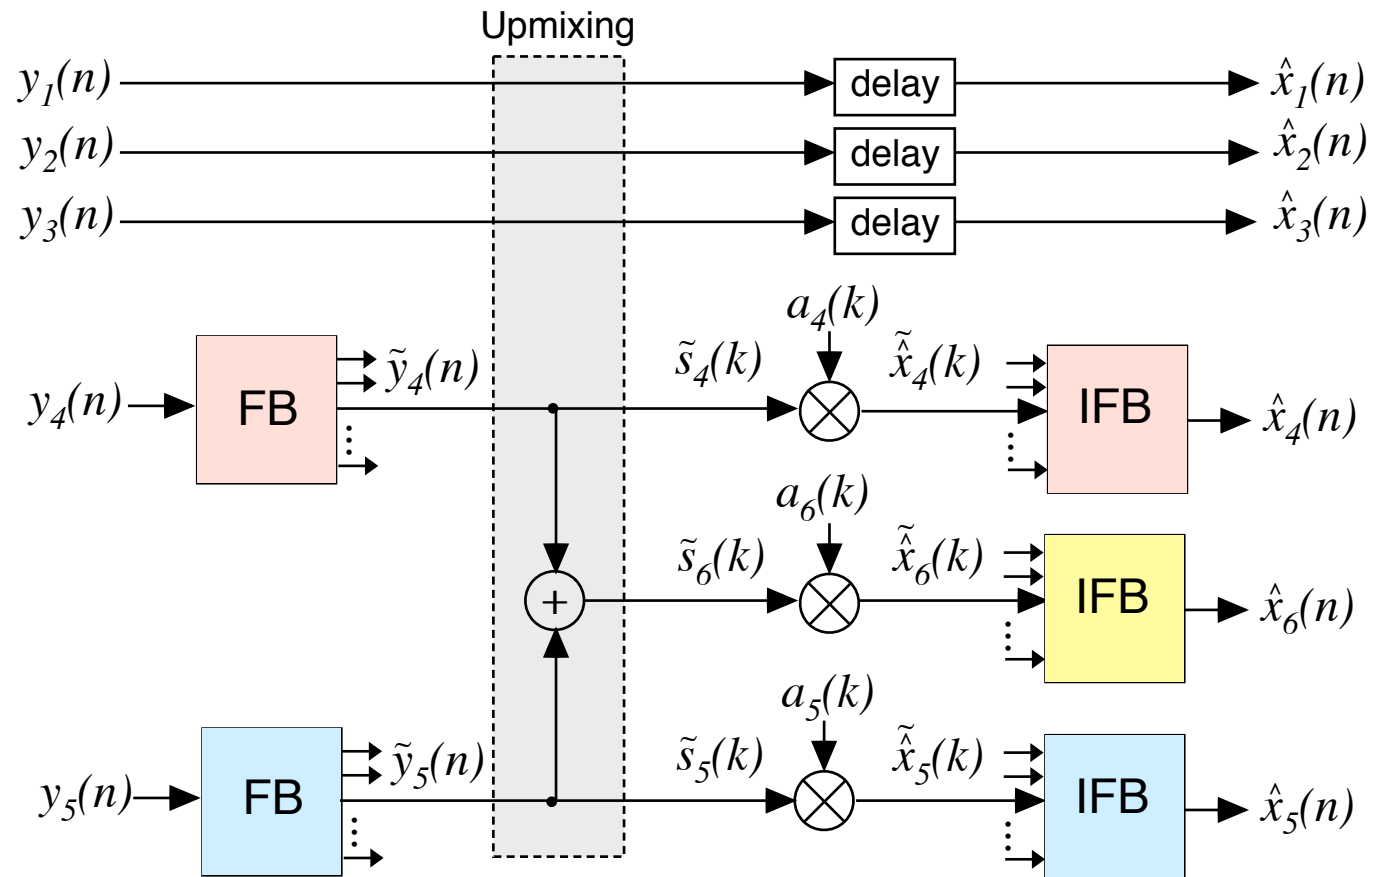 Upmixing
y₁(n) delay x̂₁(n)
y₂(n) delay x̂₂(n)
y₃(n) delay x̂₃(n)
a₄(k)
ỹ₄(n) s̃₄(k) x̂̃₄(k)
y₄(n) FB IFB x̂₄(n)
a₆(k)
s̃₆(k) x̂̃₆(k)
+ IFB x̂₆(n)
a₅(k)
ỹ₅(n) s̃₅(k) x̂̃₅(k)
y₅(n) FB IFB x̂₅(n)